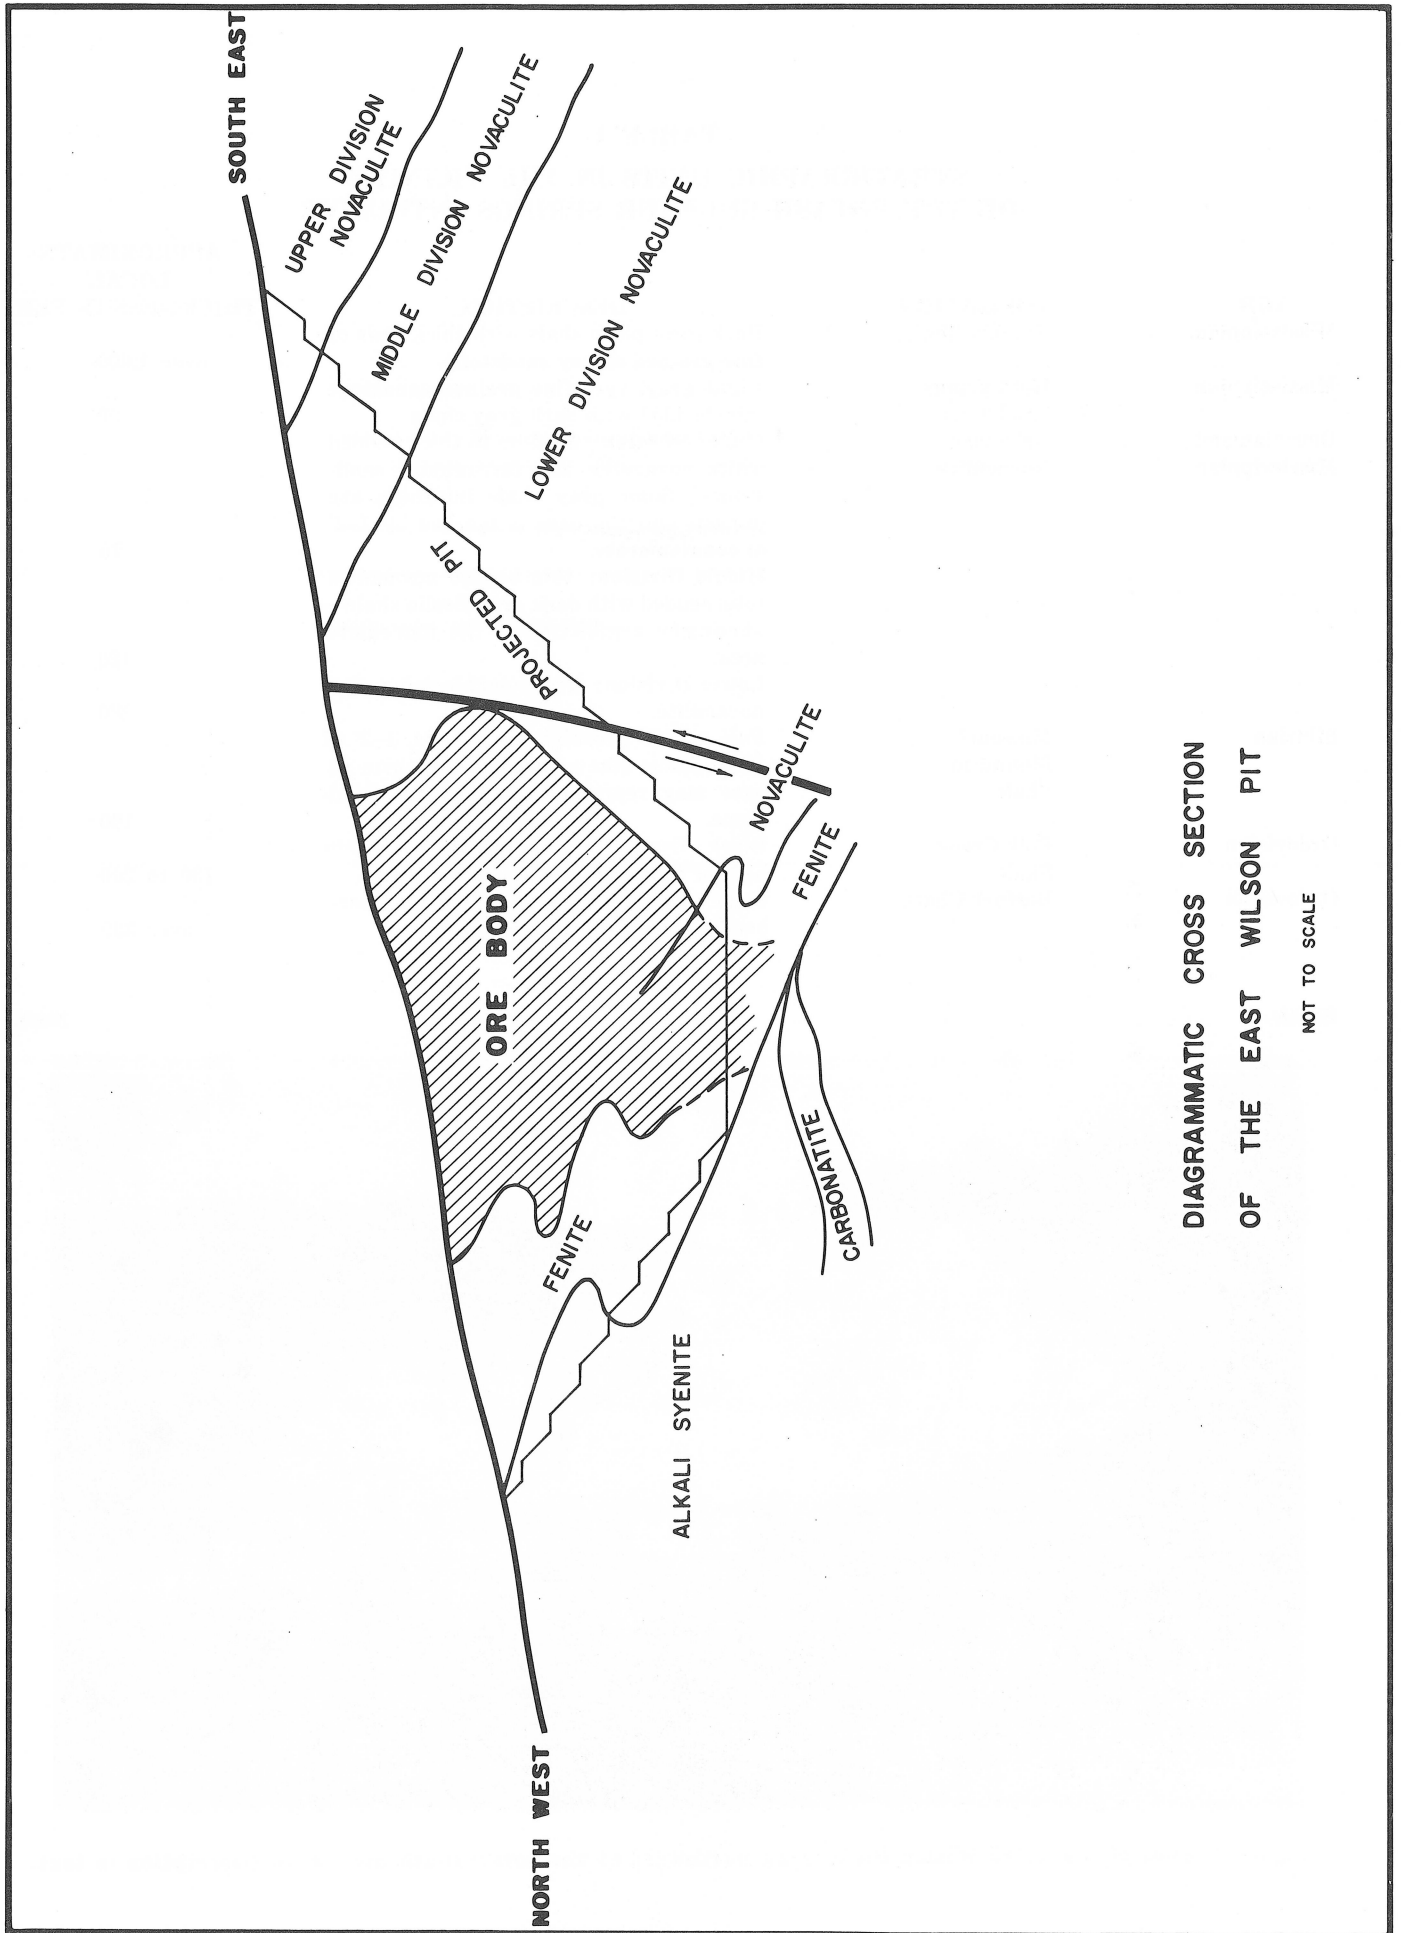 NORTH WEST
SOUTH EAST
UPPER DIVISION
NOVACULITE
MIDDLE DIVISION NOVACULITE
LOWER DIVISION NOVACULITE
PROJECTED PIT
ORE BODY
FENITE
NOVACULITE
FENITE
ALKALI SYENITE
CARBONATITE
DIAGRAMMATIC CROSS SECTION
OF THE EAST WILSON PIT
NOT TO SCALE